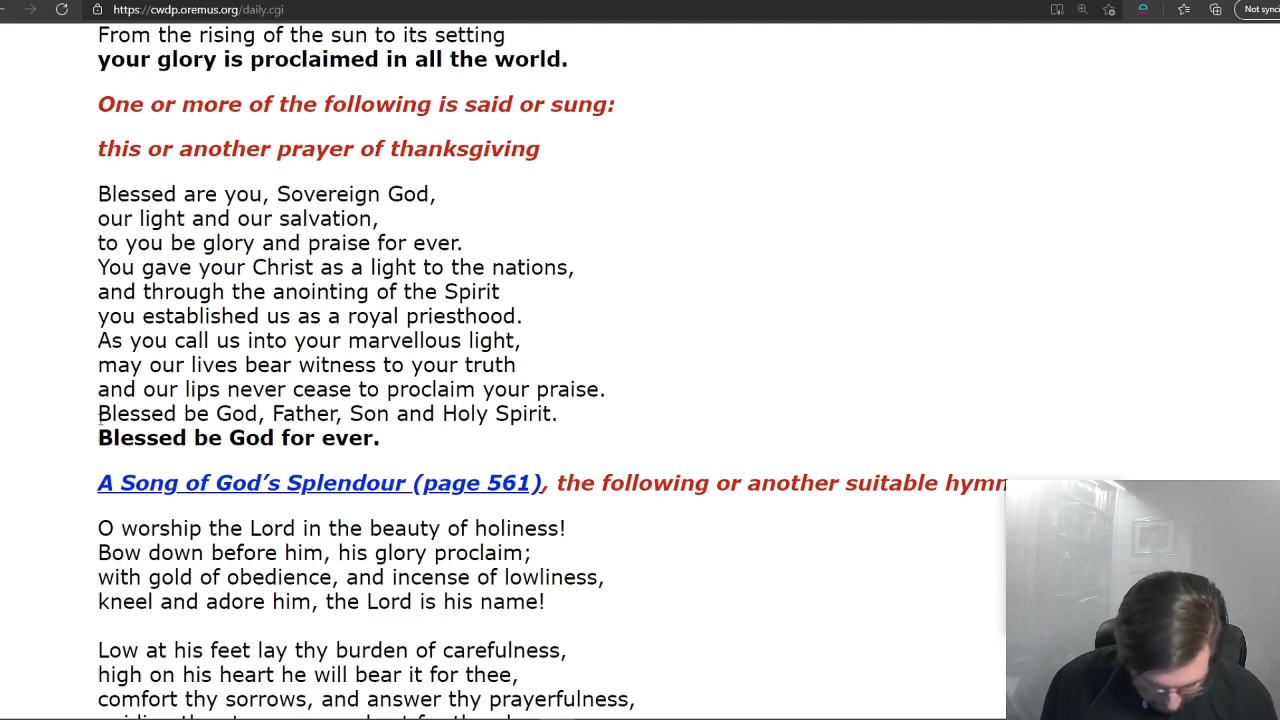 https://cwdp.oremus.org/daily.cgi
Not synci
From the rising of the sun to its setting
your glory is proclaimed in all the world.
One or more of the following is said or sung:
this or another prayer of thanksgiving
Blessed are you, Sovereign God,
our light and our salvation,
to you be glory and praise for ever.
You gave your Christ as a light to the nations,
and through the anointing of the Spirit
you established us as a royal priesthood.
As you call us into your marvellous light,
may our lives bear witness to your truth
and our lips never cease to proclaim your praise.
Blessed be God, Father, Son and Holy Spirit.
Blessed be God for ever.
A Song of God’s Splendour (page 561), the following or another suitable hymn
O worship the Lord in the beauty of holiness!
Bow down before him, his glory proclaim;
with gold of obedience, and incense of lowliness,
kneel and adore him, the Lord is his name!
Low at his feet lay thy burden of carefulness,
high on his heart he will bear it for thee,
comfort thy sorrows, and answer thy prayerfulness,